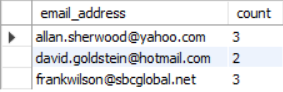 email_address count
allan.sherwood@yahoo.com 3
david.goldstein@hotmail.com 2
frankwilson@sbcglobal.net 3